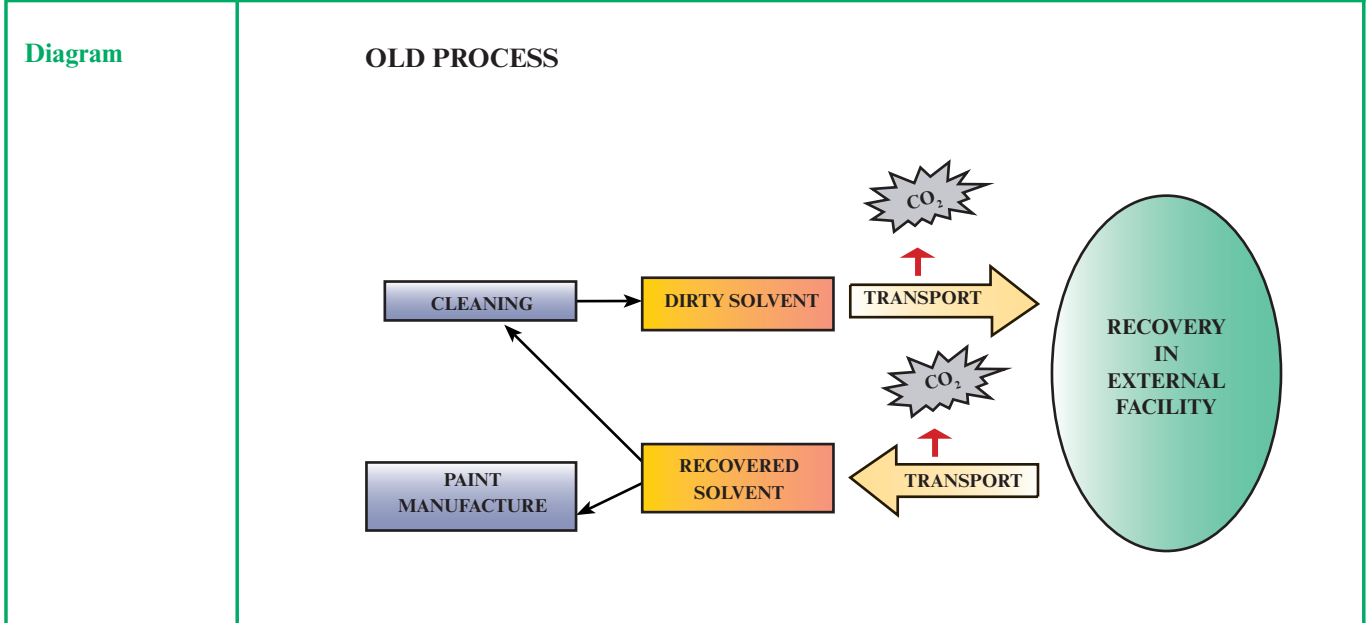 Diagram
OLD PROCESS
CO₂
CLEANING
DIRTY SOLVENT
TRANSPORT
RECOVERY
IN
EXTERNAL
FACILITY
CO₂
PAINT
MANUFACTURE
RECOVERED
SOLVENT
TRANSPORT